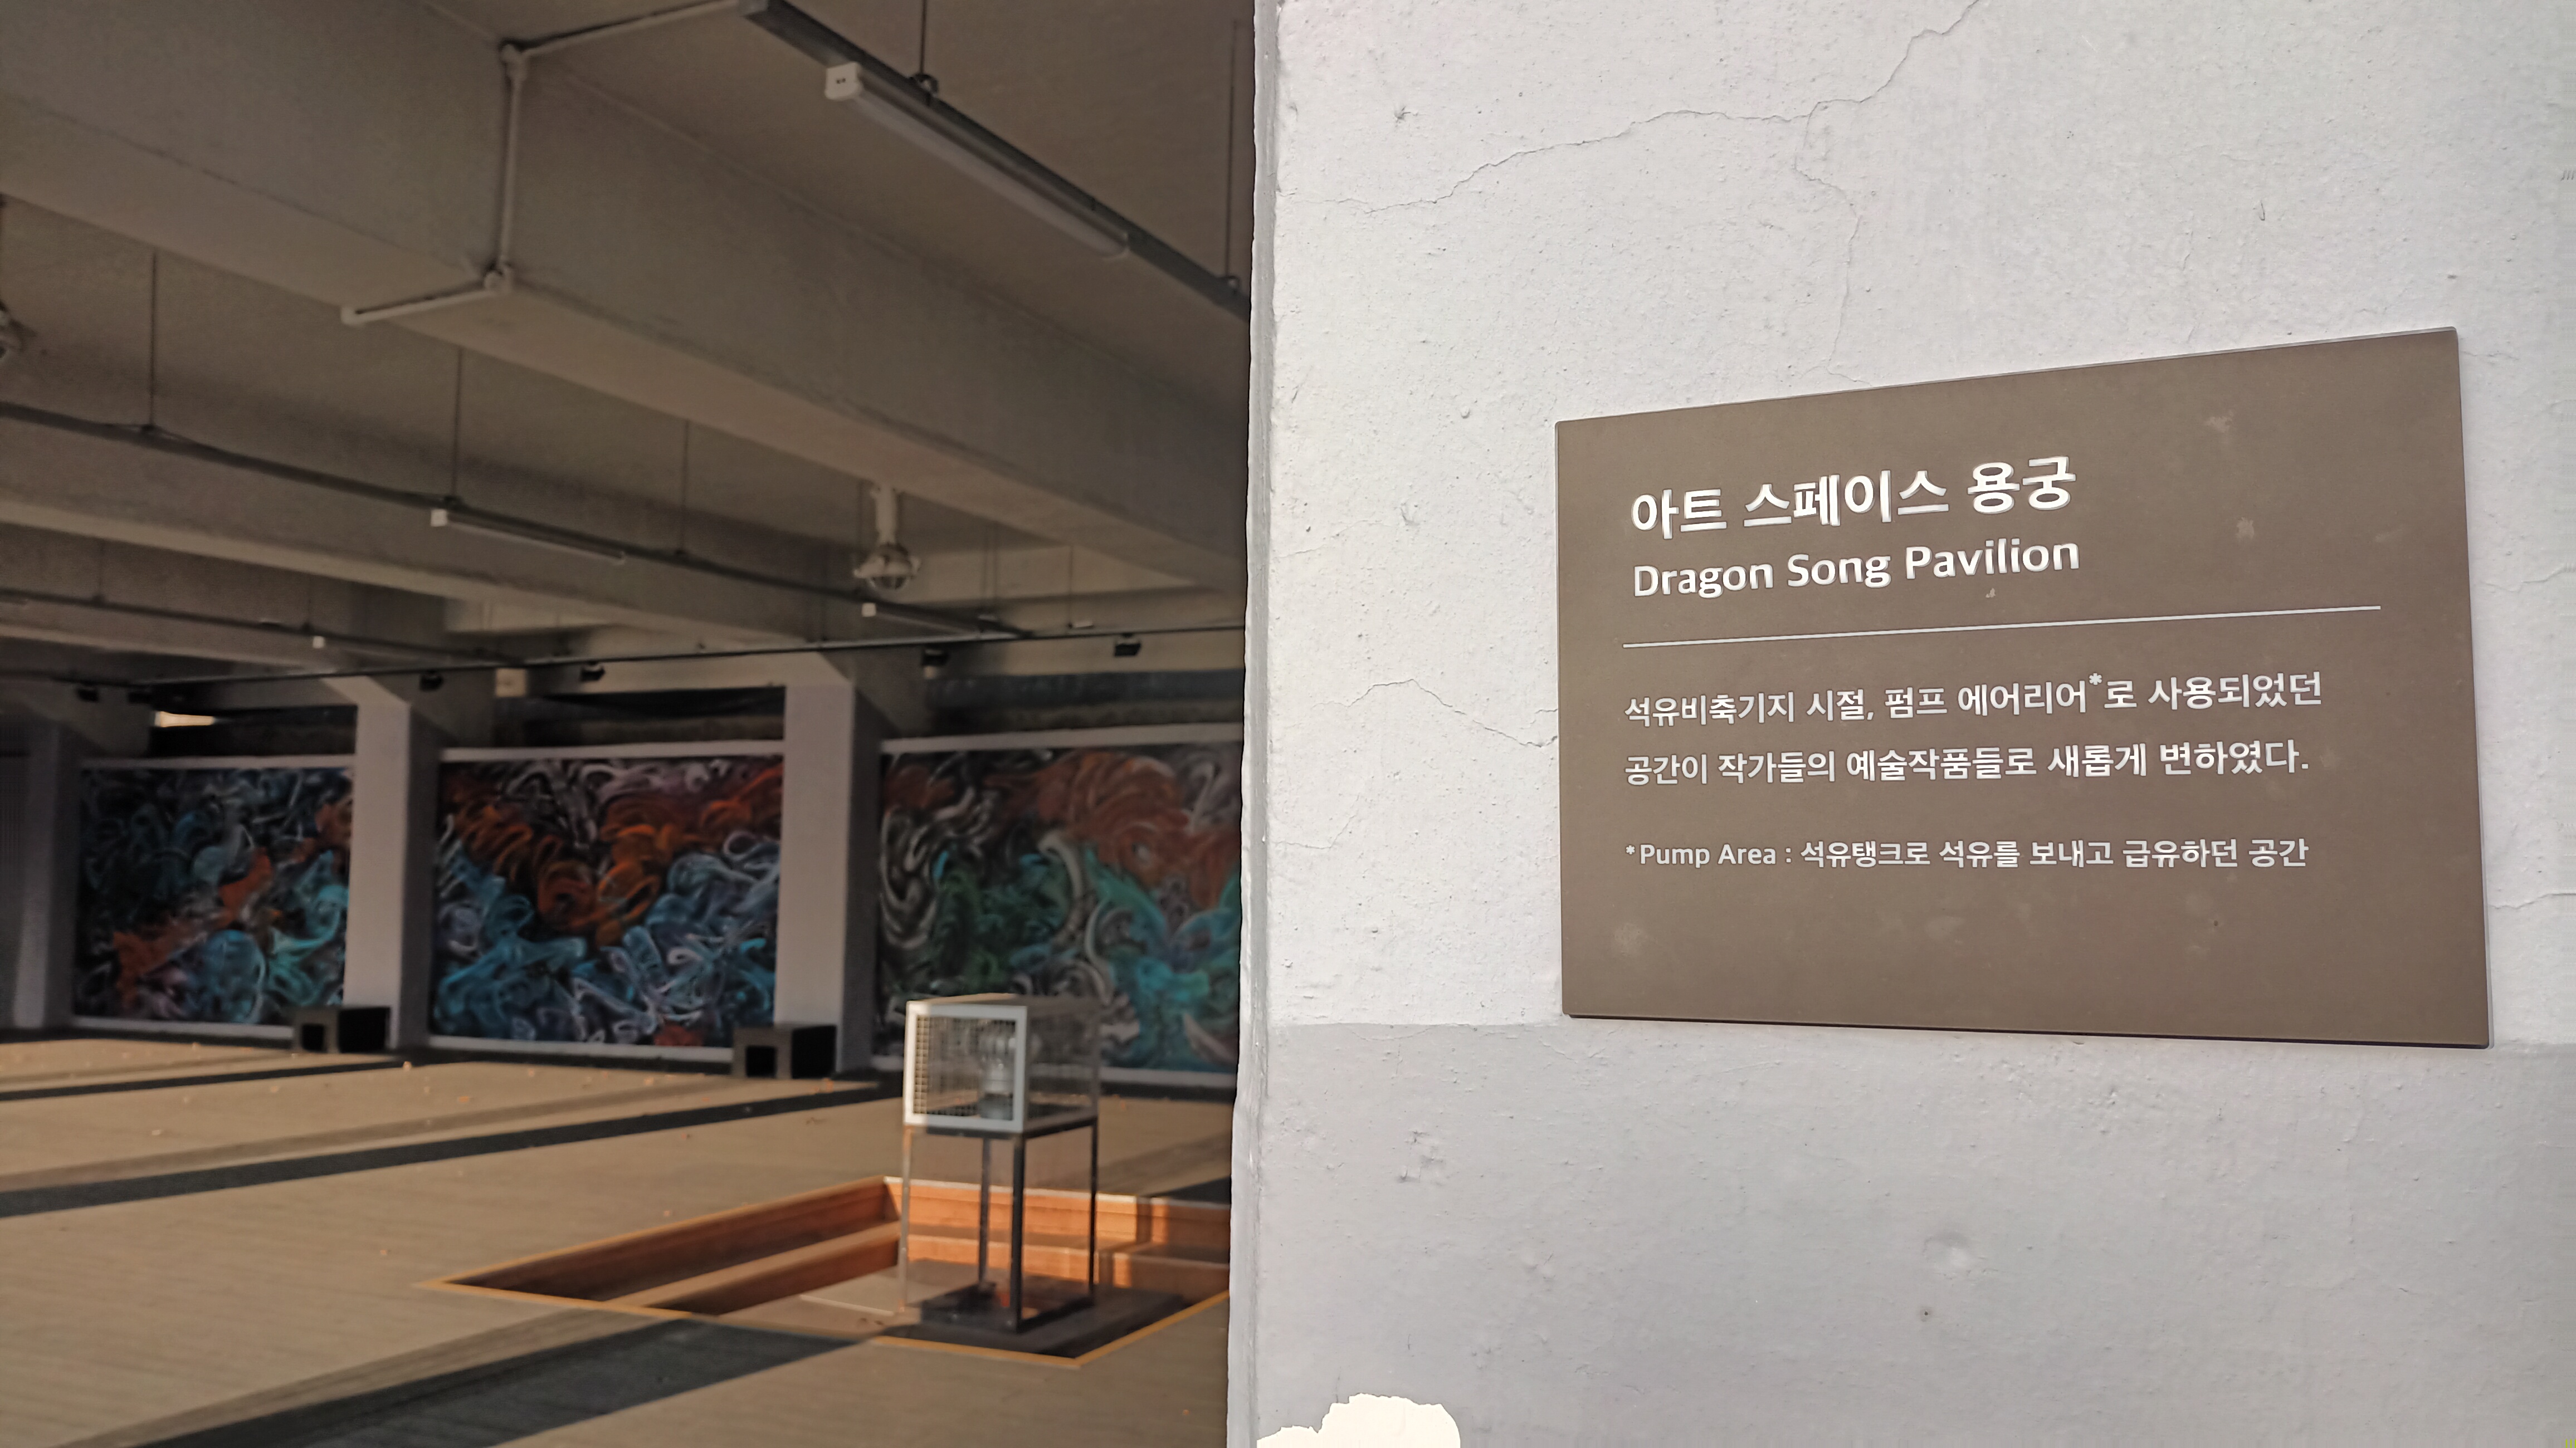 아트 스페이스 용궁
Dragon Song Pavilion
석유비축기지 시절, 펌프 에어리어*로 사용되었던
공간이 작가들의 예술작품들로 새롭게 변하였다.
*Pump Area : 석유탱크로 석유를 보내고 급유하던 공간